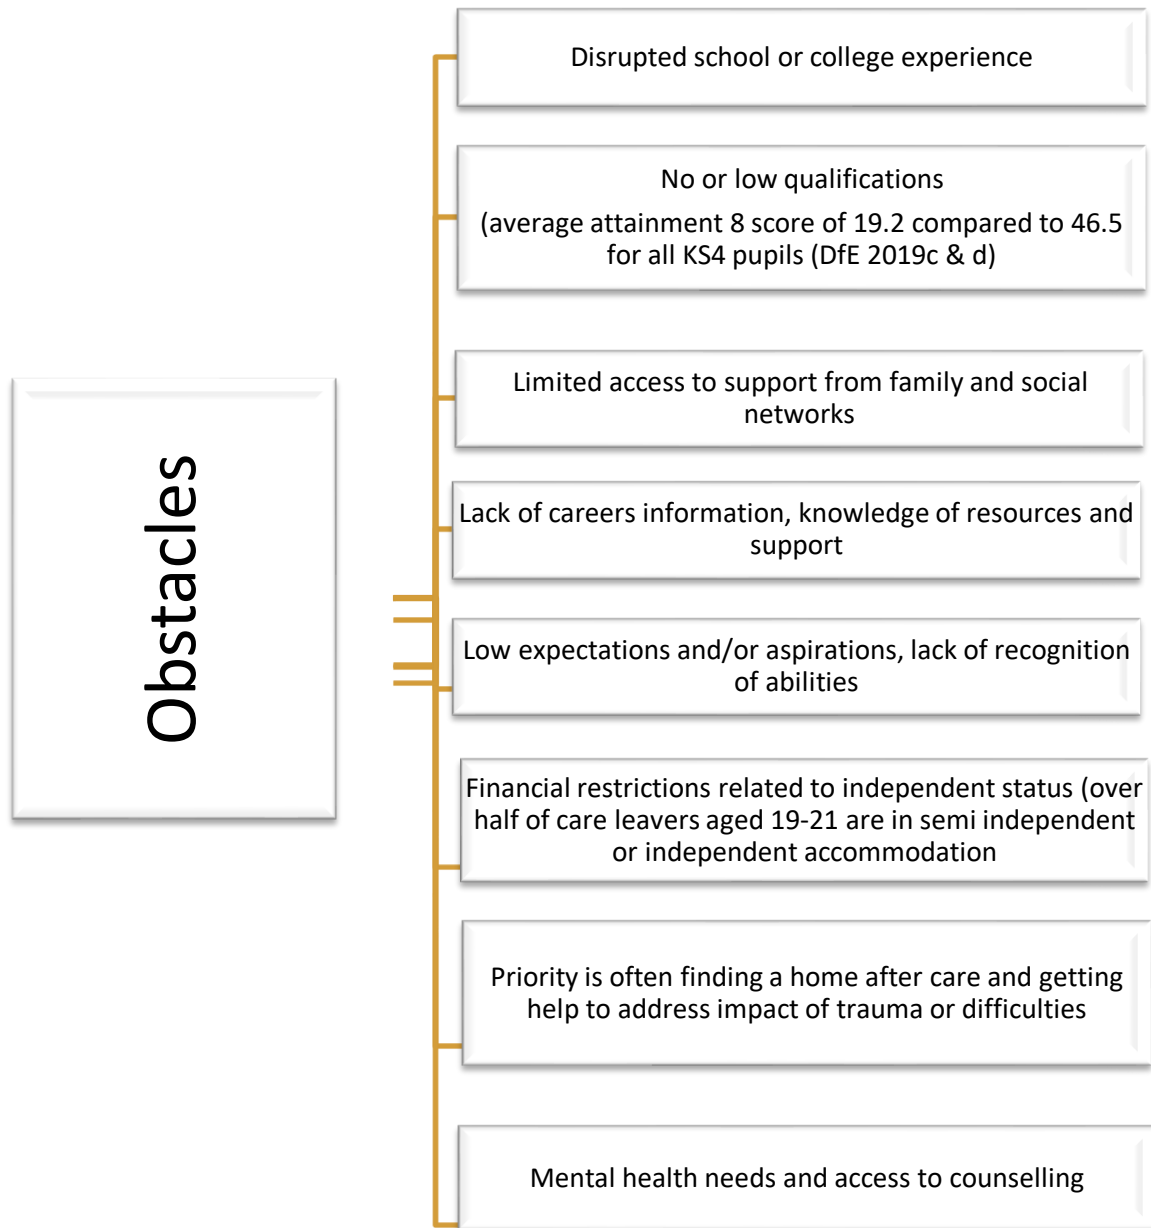 Obstacles
Disrupted school or college experience
No or low qualifications
(average attainment 8 score of 19.2 compared to 46.5
for all KS4 pupils (DfE 2019c & d)
Limited access to support from family and social
networks
Lack of careers information, knowledge of resources and
support
Low expectations and/or aspirations, lack of recognition
of abilities
Financial restrictions related to independent status (over
half of care leavers aged 19-21 are in semi independent
or independent accommodation
Priority is often finding a home after care and getting
help to address impact of trauma or difficulties
Mental health needs and access to counselling